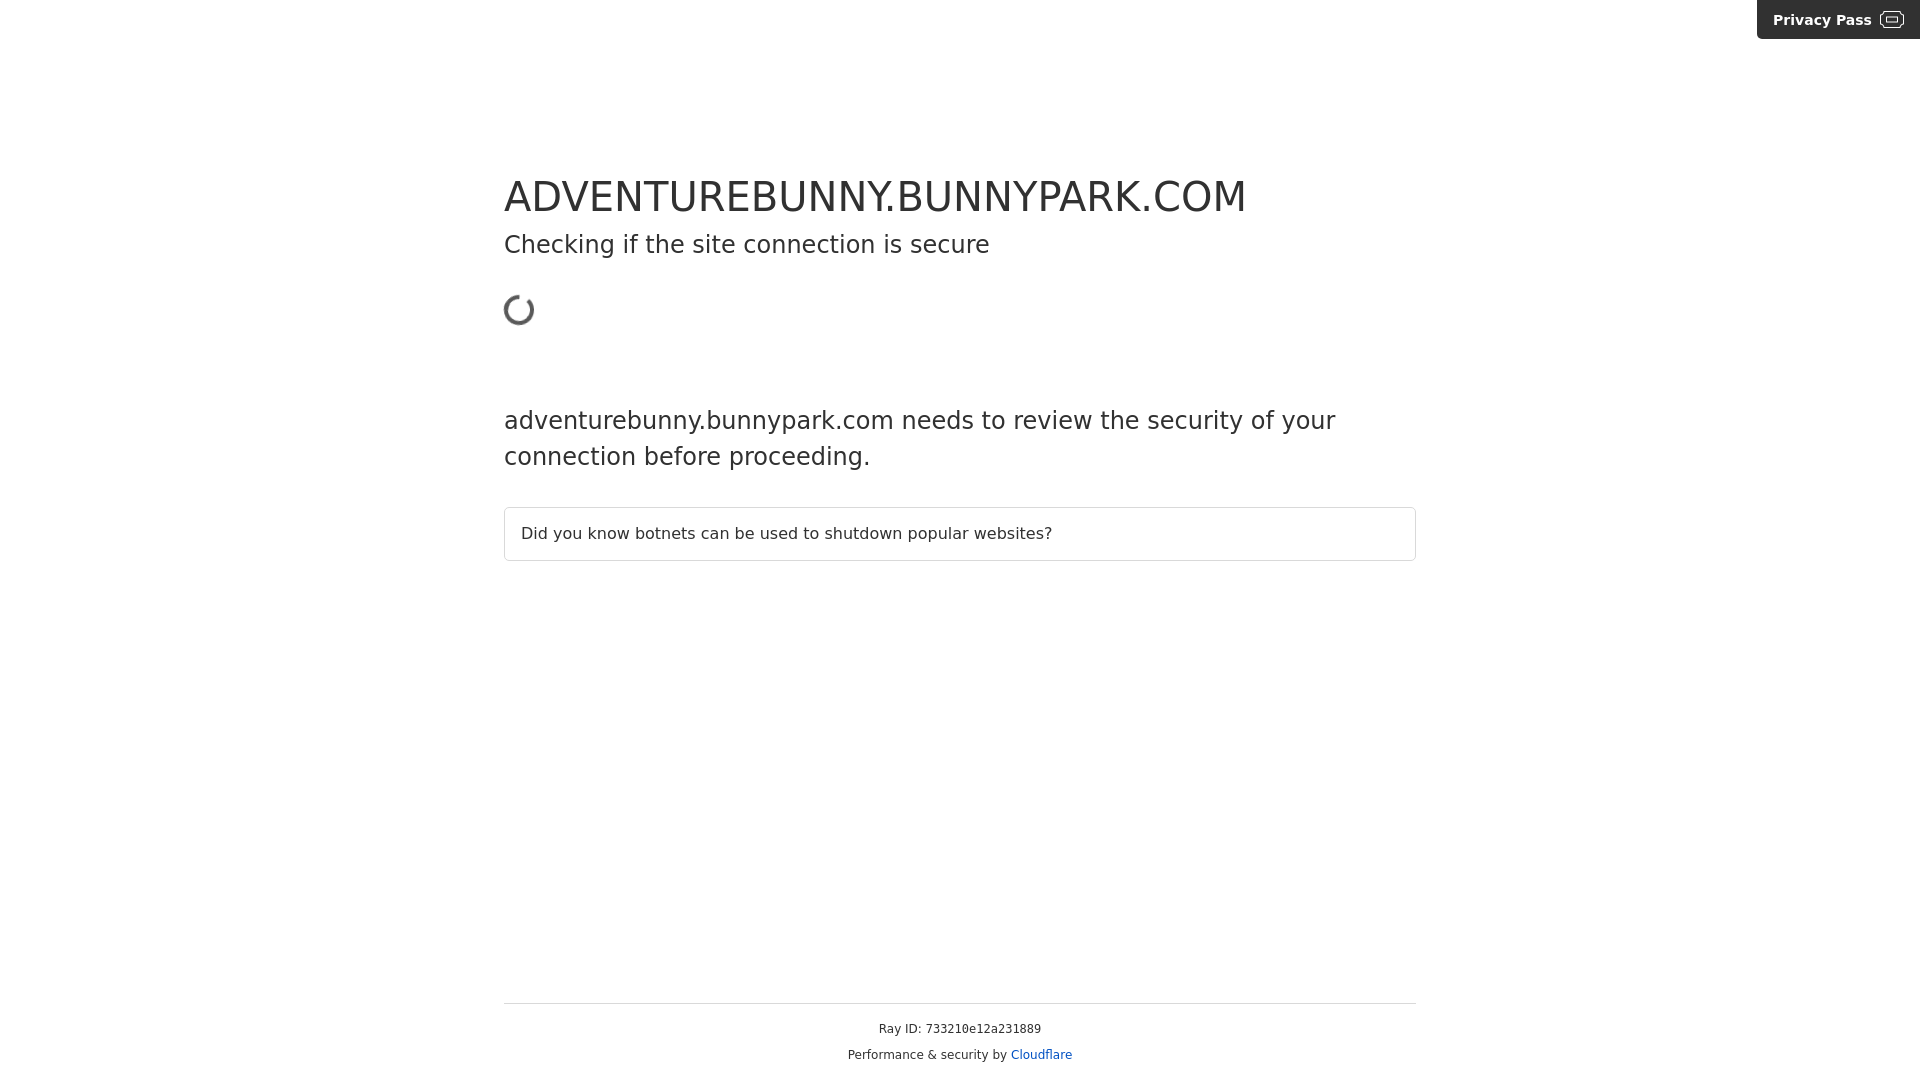 Privacy Pass
ADVENTUREBUNNY.BUNNYPARK.COM
Checking if the site connection is secure
adventurebunny.bunnypark.com needs to review the security of your
connection before proceeding.
Did you know botnets can be used to shutdown popular websites?
Ray ID: 733210e12a231889
Performance & security by Cloudflare